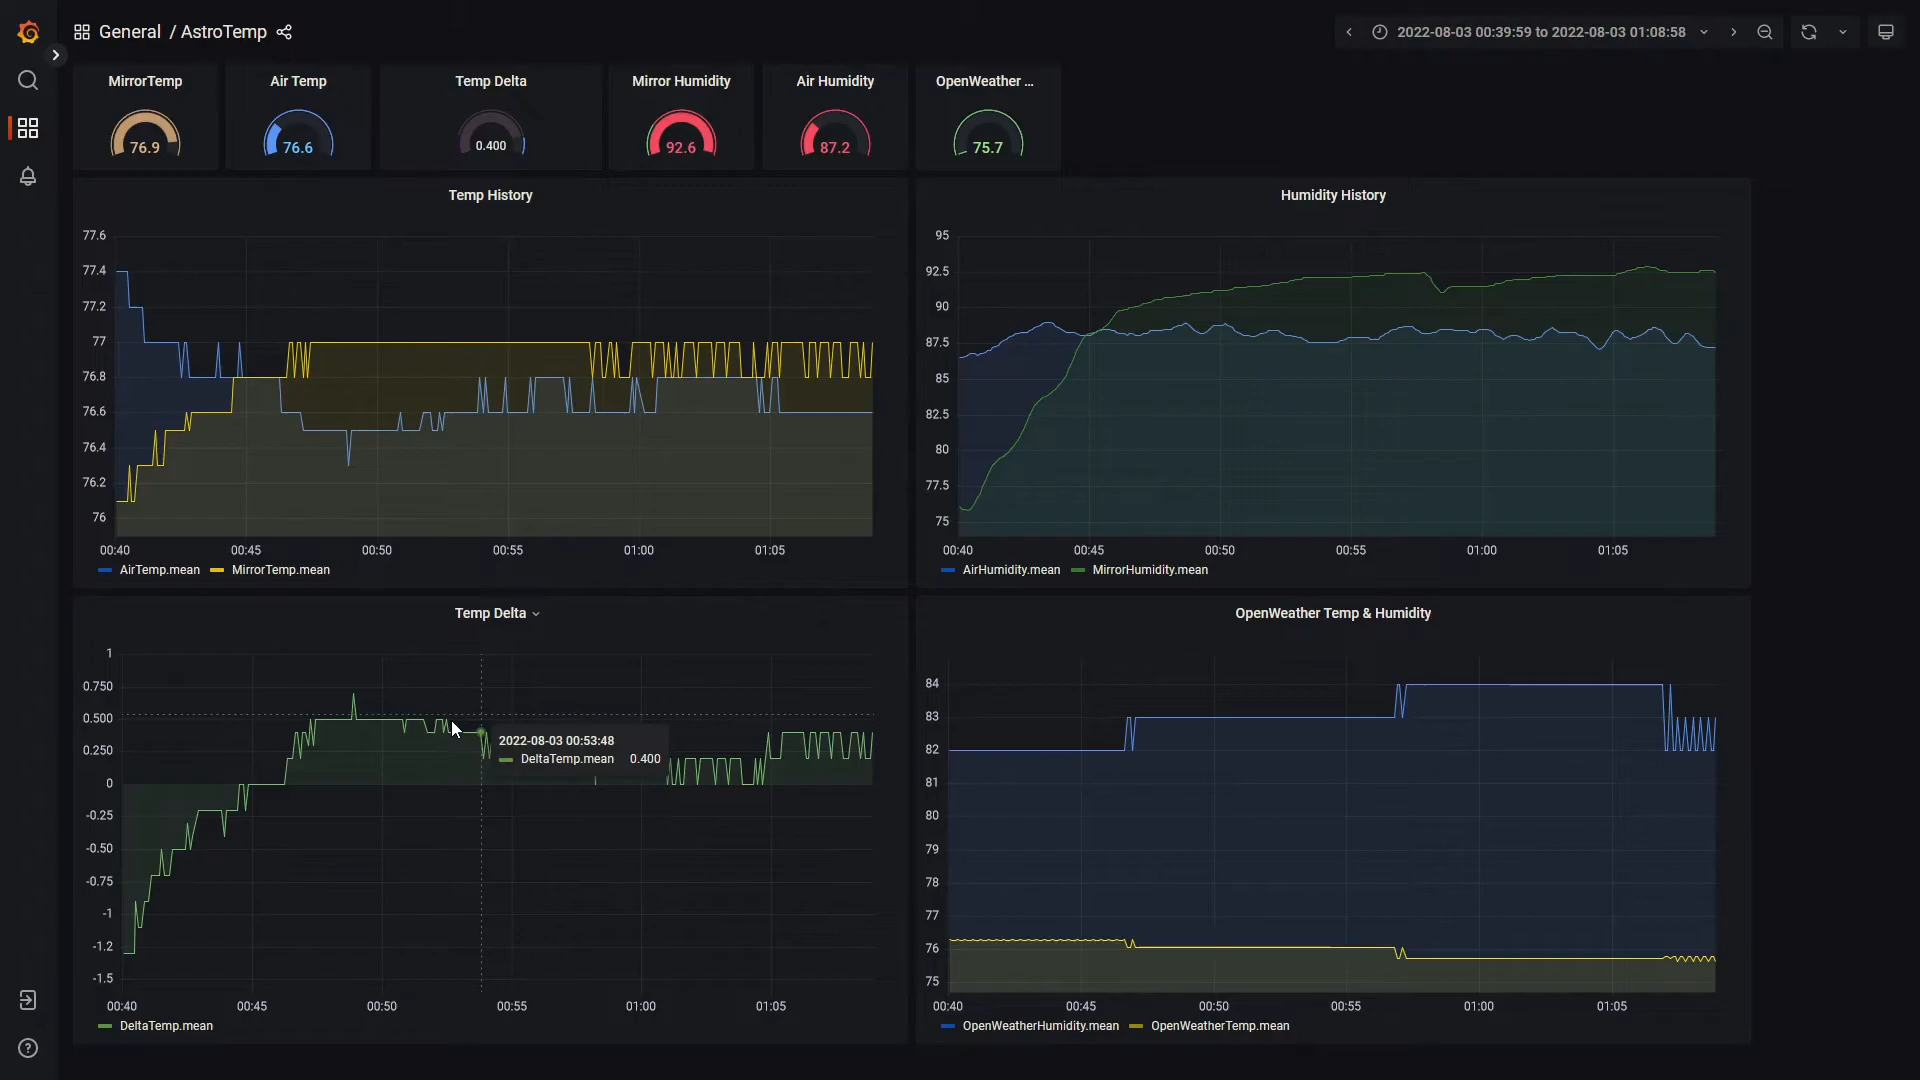 General / AstroTemp
2022-08-03 00:39:59 to 2022-08-03 01:08:58
MirrorTemp
Air Temp
Temp Delta
Mirror Humidity
Air Humidity
OpenWeather ...
76.9
76.6
0.400
92.6
87.2
75.7
Temp History
77.6
77.4
77.2
77
76.8
76.6
76.4
76.2
76
00:40 00:45 00:50 00:55 01:00 01:05
AirTemp.mean MirrorTemp.mean
Humidity History
95
92.5
90
87.5
85
82.5
80
77.5
75
00:40 00:45 00:50 00:55 01:00 01:05
AirHumidity.mean MirrorHumidity.mean
Temp Delta
1
0.750
0.500
0.250
0
-0.25
-0.50
-0.75
-1
-1.2
-1.5
2022-08-03 00:53:48
DeltaTemp.mean 0.400
00:40 00:45 00:50 00:55 01:00 01:05
DeltaTemp.mean
OpenWeather Temp & Humidity
84
83
82
81
80
79
78
77
76
75
00:40 00:45 00:50 00:55 01:00 01:05
OpenWeatherHumidity.mean OpenWeatherTemp.mean